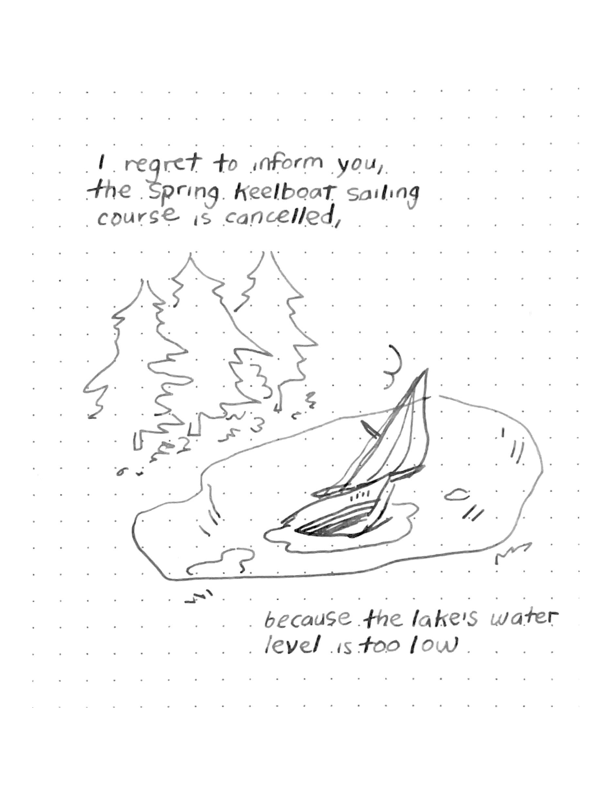 I regret to inform you,
the Spring Keelboat sailing
course is cancelled,
because the lake's water
level is too low